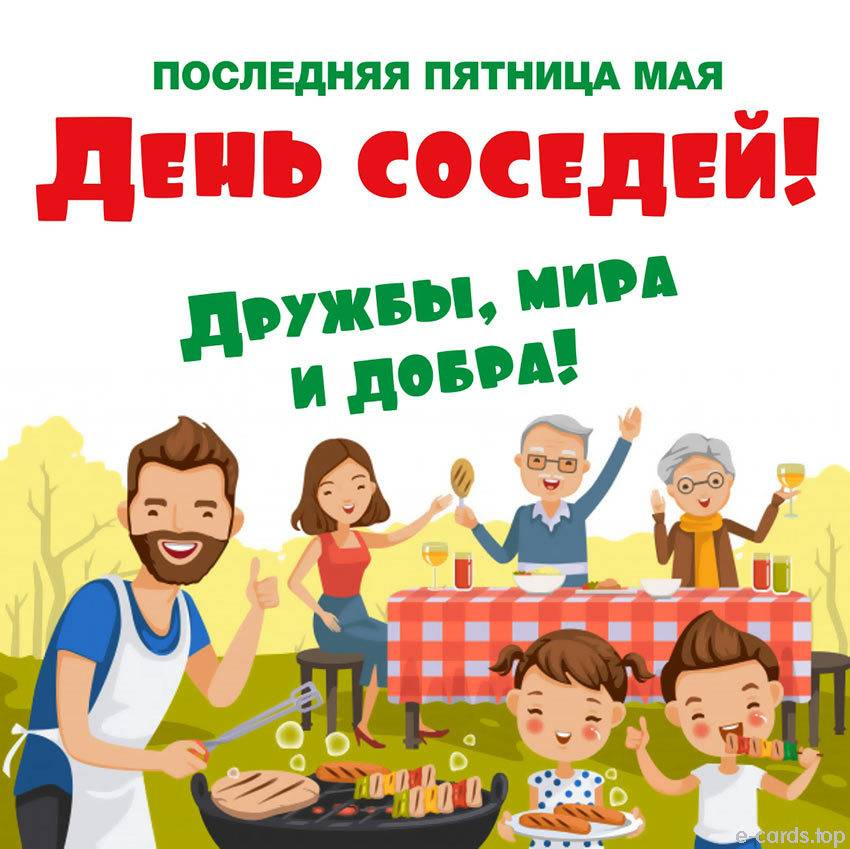 ПОСЛЕДНЯЯ ПЯТНИЦА МАЯ
ДЕНЬ СОСЕДЕЙ!
ДРУЖБЫ, МИРА
И ДОБРА!
e-cards.top